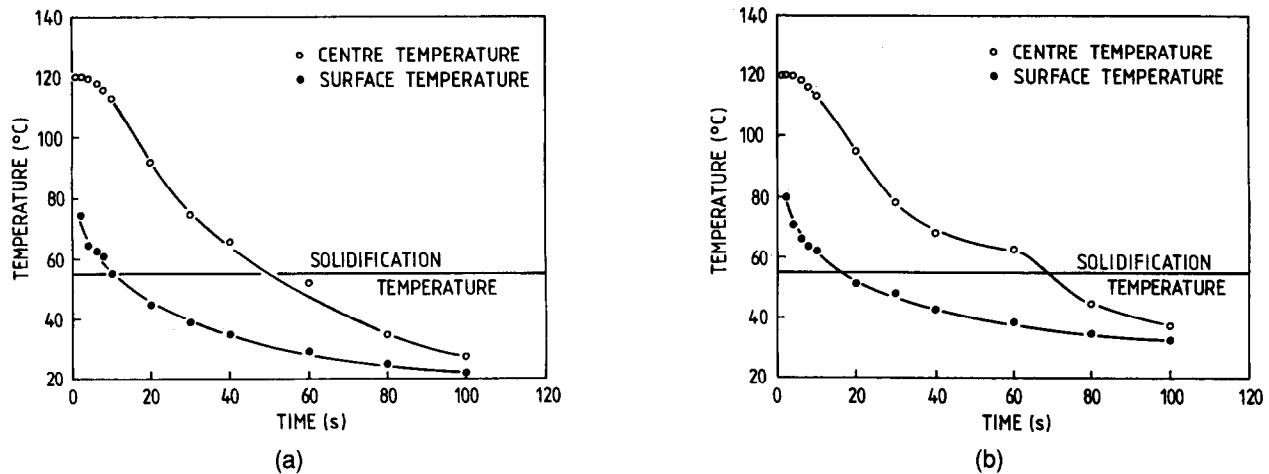 140
120
100
80
60
40
20
TEMPERATURE (°C)
○ CENTRE TEMPERATURE
● SURFACE TEMPERATURE
SOLIDIFICATION
TEMPERATURE
0 20 40 60 80 100 120
TIME (s)
(a)
140
120
100
80
60
40
20
TEMPERATURE (°C)
○ CENTRE TEMPERATURE
● SURFACE TEMPERATURE
SOLIDIFICATION
TEMPERATURE
0 20 40 60 80 100 120
TIME (s)
(b)